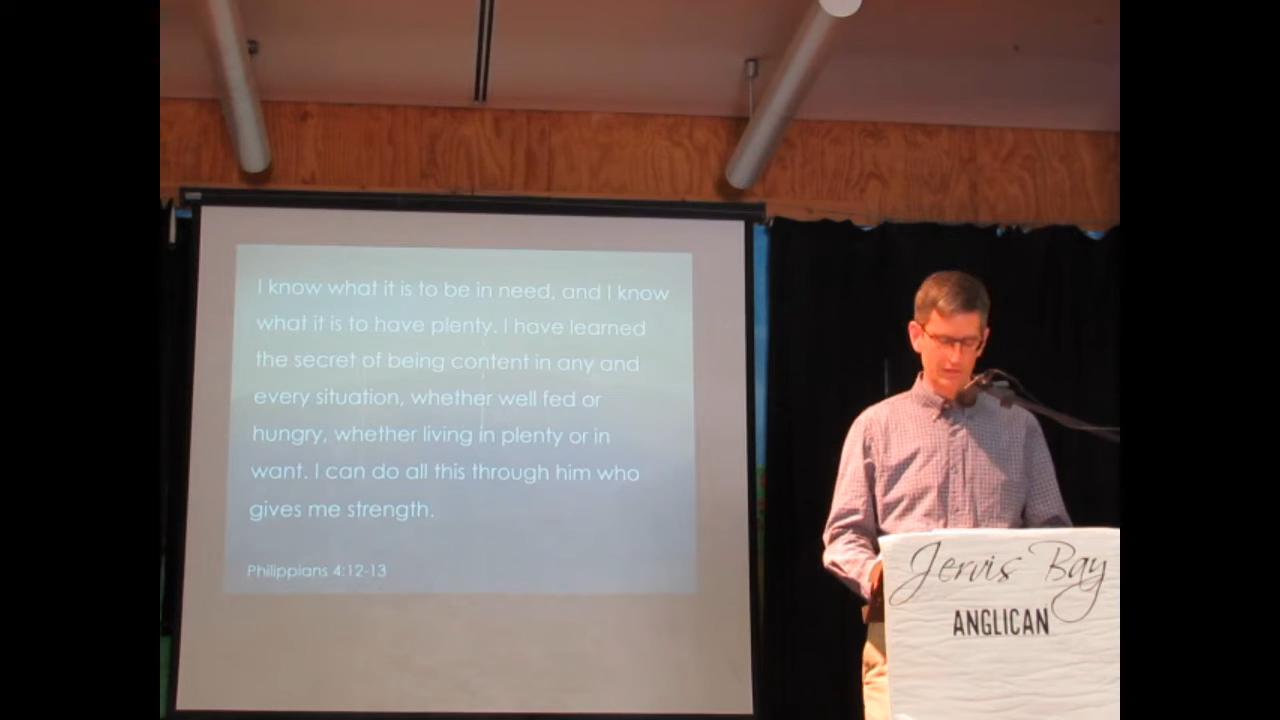 I know what it is to be in need, and I know
what it is to have plenty. I have learned
the secret of being content in any and
every situation, whether well fed or
hungry, whether living in plenty or in
want. I can do all this through him who
gives me strength.
Philippians 4:12-13
Jervis Bay
ANGLICAN